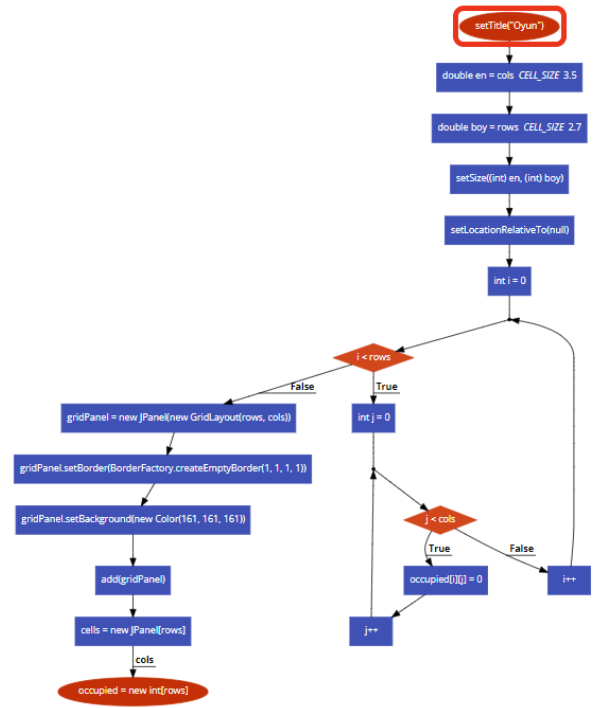 setTitle("Oyun")
double en = cols CELL_SIZE 3.5
double boy = rows CELL_SIZE 2.7
setSize((int) en, (int) boy)
setLocationRelativeTo(null)
int i = 0
i < rows
False
True
gridPanel = new JPanel(new GridLayout(rows, cols))
int j = 0
gridPanel.setBorder(BorderFactory.createEmptyBorder(1, 1, 1, 1))
gridPanel.setBackground(new Color(161, 161, 161))
j < cols
True
False
add(gridPanel)
occupied[i][j] = 0
i++
cells = new JPanel[rows]
j++
cols
occupied = new int[rows]